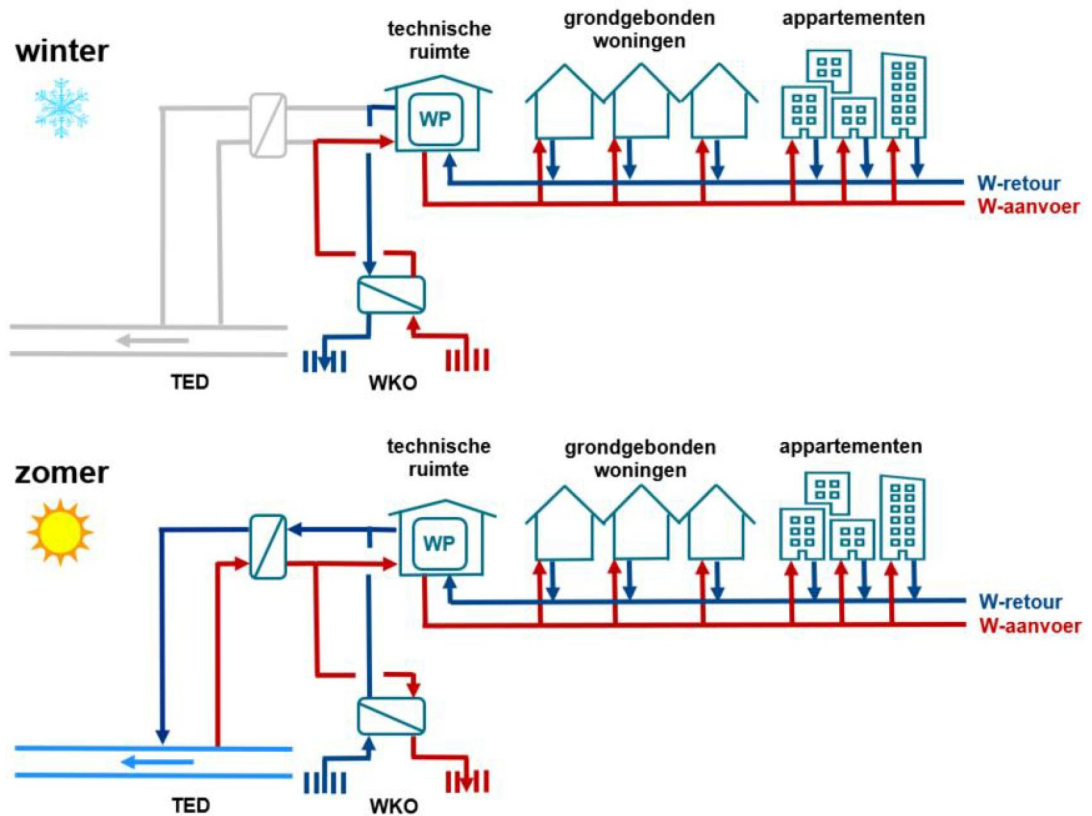 winter
technische
ruimte
grondgebonden
woningen
appartementen
WP
W-retour
W-aanvoer
TED
WKO
zomer
technische
ruimte
grondgebonden
woningen
appartementen
WP
W-retour
W-aanvoer
TED
WKO